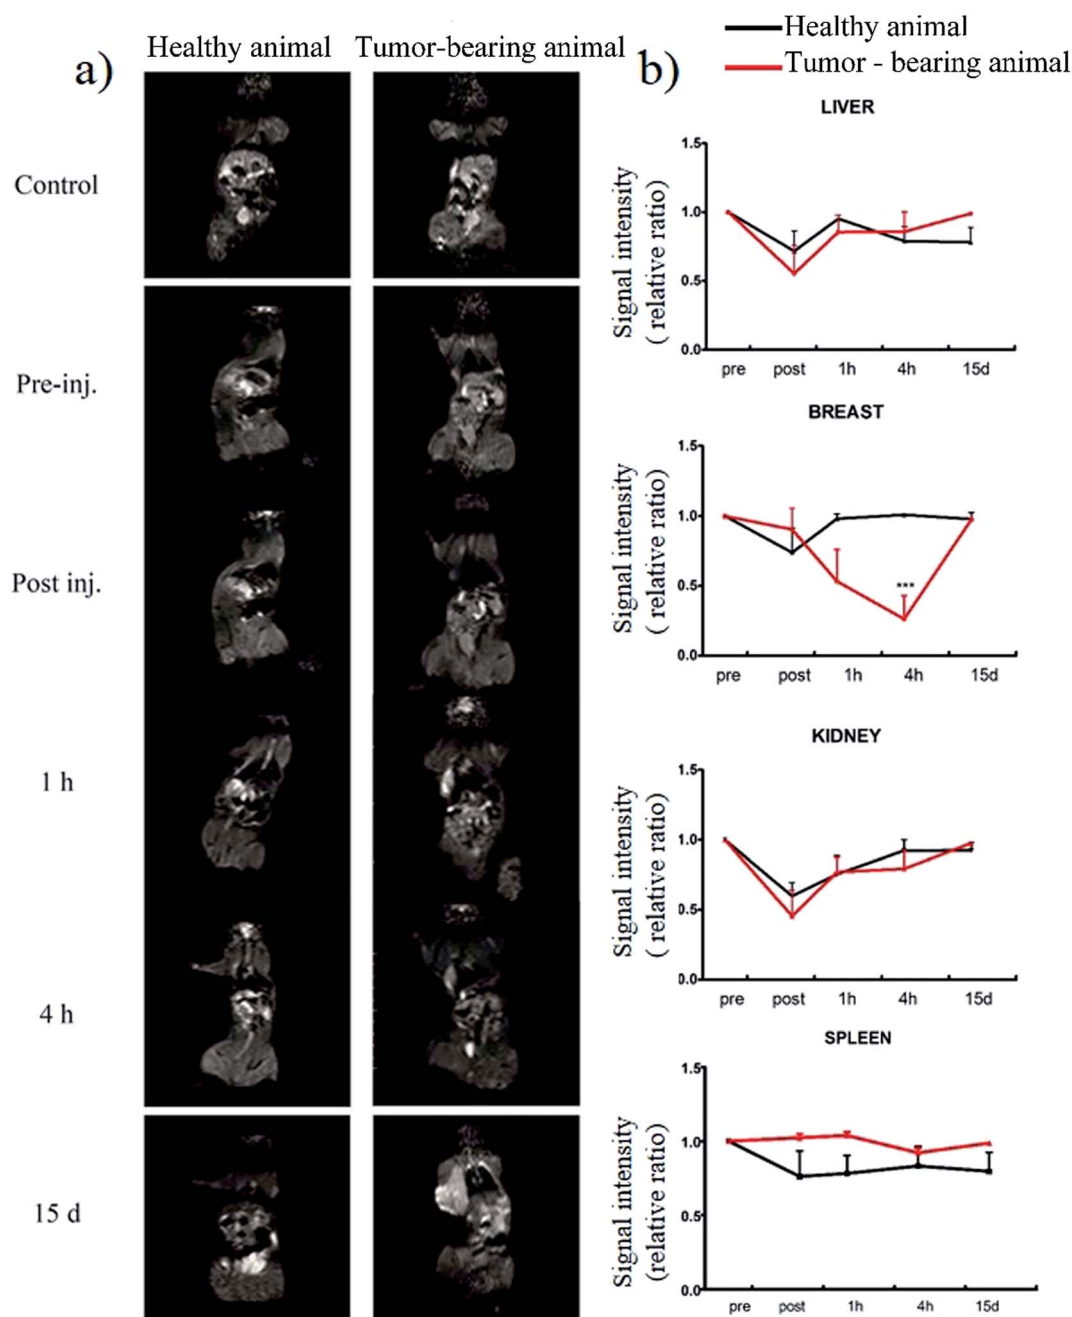 a)
Healthy animal
Tumor-bearing animal
Control
Pre-inj.
Post inj.
1 h
4 h
15 d
b)
Healthy animal
Tumor - bearing animal
LIVER
Signal intensity
( relative ratio)
1.5
1.0
0.5
0.0
pre post 1h 4h 15d
BREAST
Signal intensity
( relative ratio)
1.5
1.0
0.5
0.0
***
pre post 1h 4h 15d
KIDNEY
Signal intensity
( relative ratio)
1.5
1.0
0.5
0.0
pre post 1h 4h 15d
SPLEEN
Signal intensity
(relative ratio)
1.5
1.0
0.5
0.0
pre post 1h 4h 15d